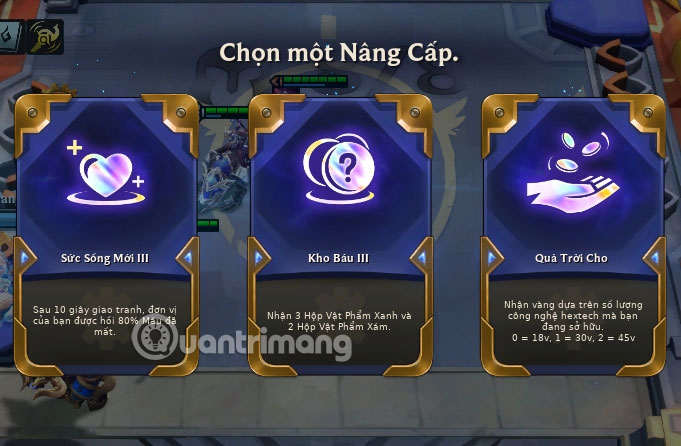 Chọn một Nâng Cấp.
Sức Sống Mới III
Sau 10 giây giao tranh, đơn vị
của bạn được hồi 80% Máu đã
mất.
Kho Báu III
Nhận 3 Hộp Vật Phẩm Xanh và
2 Hộp Vật Phẩm Xám.
Quà Trời Cho
Nhận vàng dựa trên số lượng
công nghệ hextech mà bạn
đang sở hữu.
0 = 18v, 1 = 30v, 2 = 45v
Quantrimang